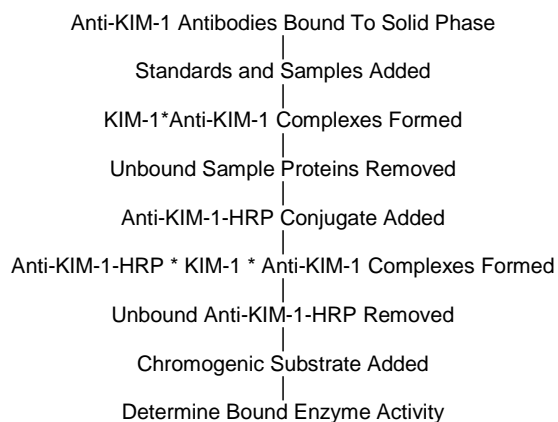 Anti-KIM-1 Antibodies Bound To Solid Phase
Standards and Samples Added
KIM-1*Anti-KIM-1 Complexes Formed
Unbound Sample Proteins Removed
Anti-KIM-1-HRP Conjugate Added
Anti-KIM-1-HRP * KIM-1 * Anti-KIM-1 Complexes Formed
Unbound Anti-KIM-1-HRP Removed
Chromogenic Substrate Added
Determine Bound Enzyme Activity